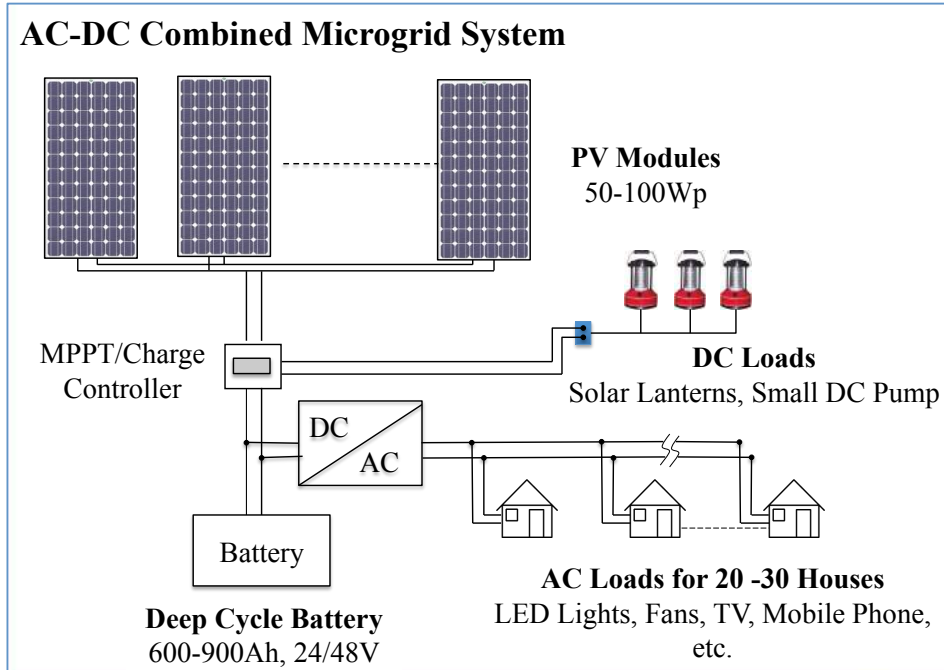 AC-DC Combined Microgrid System
PV Modules
50-100Wp
MPPT/Charge
Controller
DC Loads
Solar Lanterns, Small DC Pump
DC
AC
Battery
AC Loads for 20 -30 Houses
LED Lights, Fans, TV, Mobile Phone,
etc.
Deep Cycle Battery
600-900Ah, 24/48V